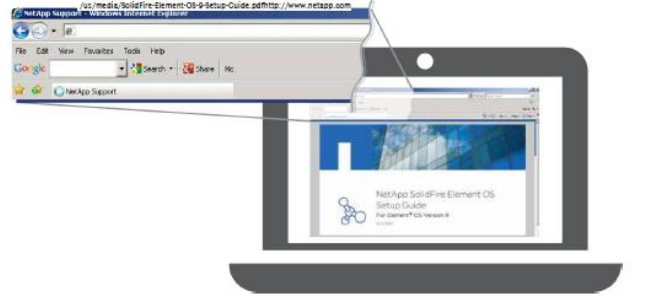 /us/media/SolidFire-Element-OS-9-Setup-Guide.pdfhttp://www.netapp.com
NetApp Support - Windows Internet Explorer
File Edit View Favorites Tools Help
Google Search Share
NetApp Support
NetApp SolidFire Element OS
Setup Guide
For Element® OS Version 9